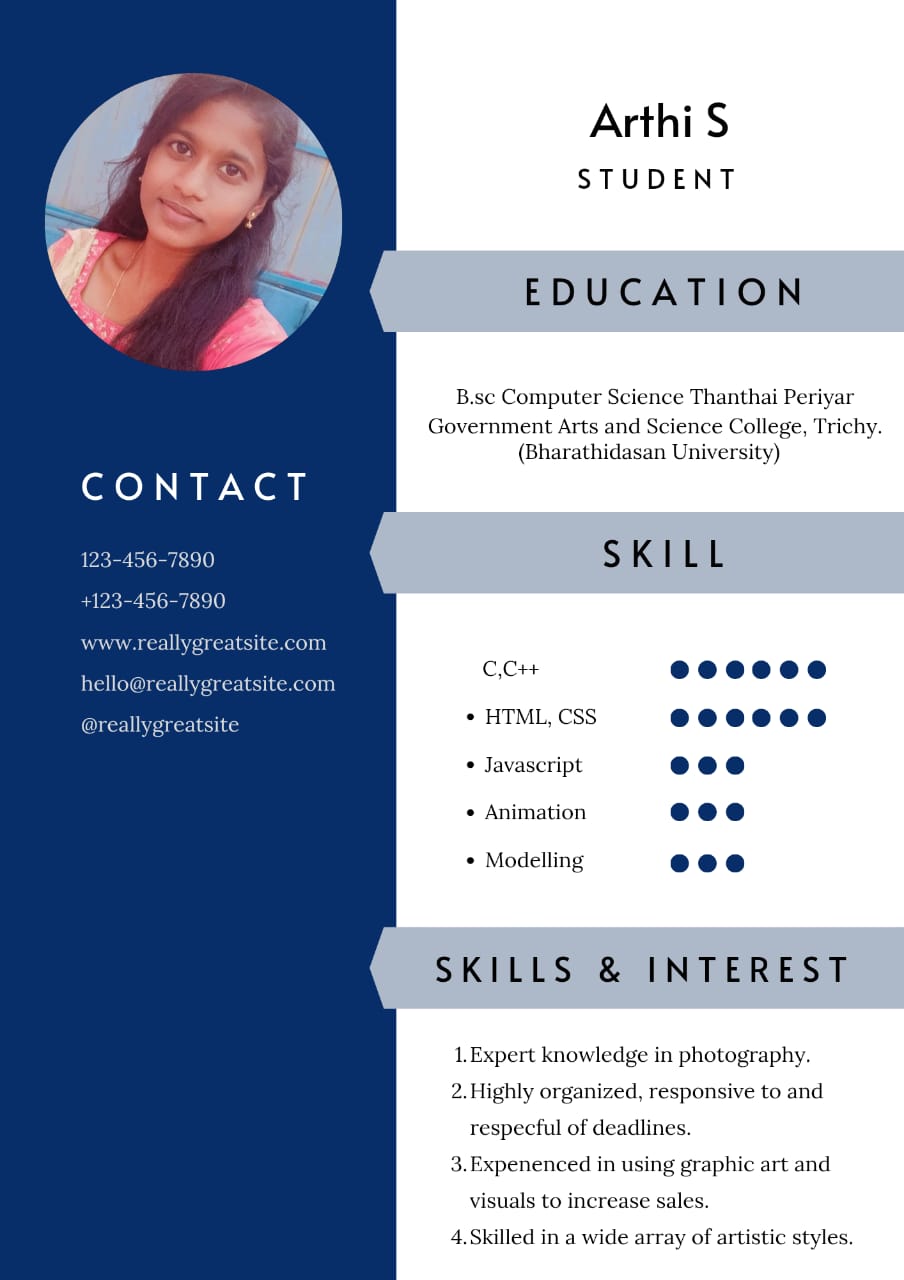 Arthi S
STUDENT
EDUCATION
B.sc Computer Science Thanthai Periyar
Government Arts and Science College, Trichy.
(Bharathidasan University)
CONTACT
123-456-7890
+123-456-7890
www.reallygreatsite.com
hello@reallygreatsite.com
@reallygreatsite
SKILL
C,C++
• HTML, CSS
• Javascript
• Animation
• Modelling
SKILLS & INTEREST
1. Expert knowledge in photography.
2. Highly organized, responsive to and
respecful of deadlines.
3. Expenenced in using graphic art and
visuals to increase sales.
4. Skilled in a wide array of artistic styles.